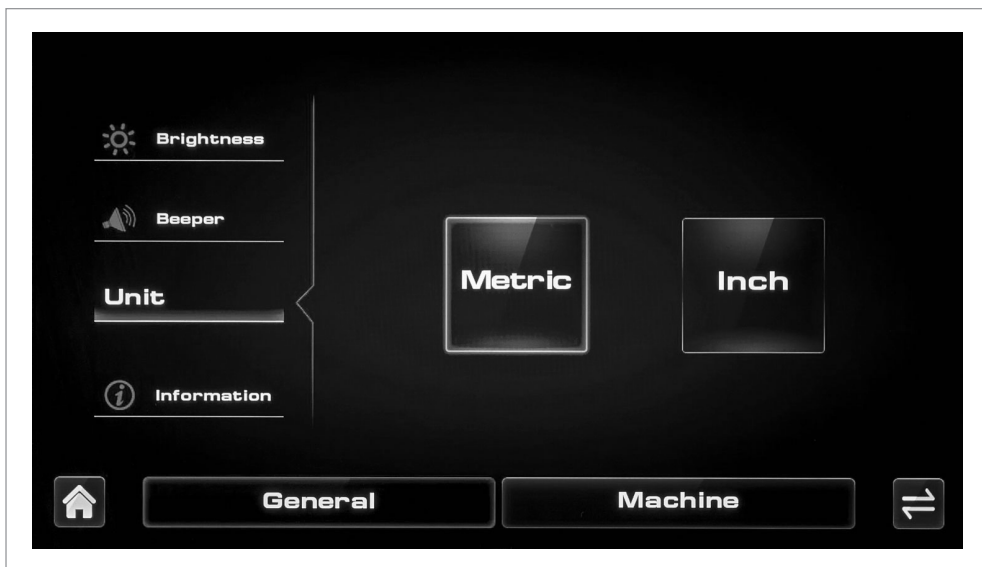 Brightness
Beeper
Unit
Information
Metric
Inch
General
Machine